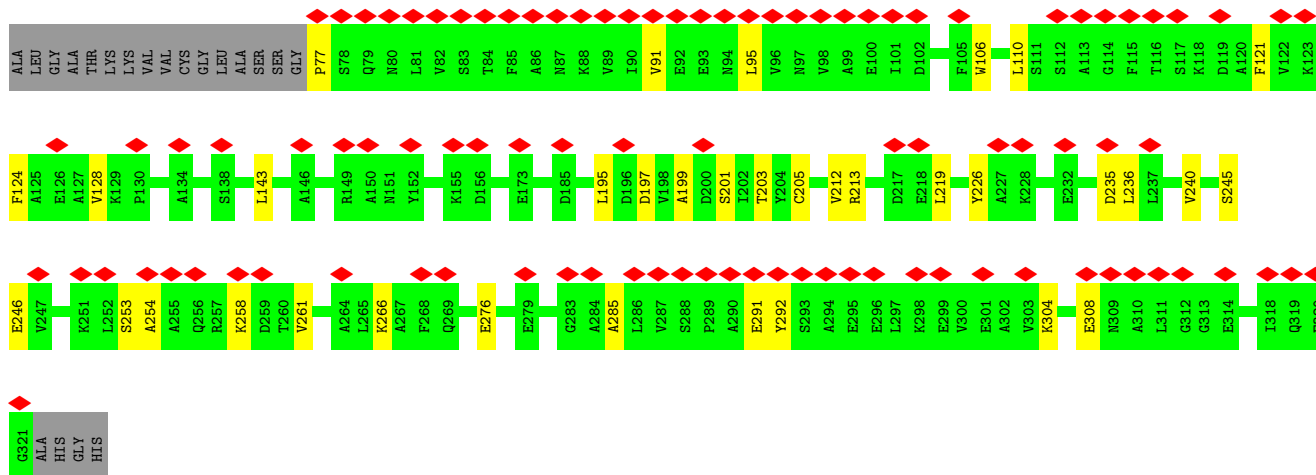 ALA LEU GLY ALA THR LYS LYS VAL VAL CYS GLY LEU ALA SER SER GLY P77 S78 Q79 N80 L81 V82 S83 T84 F85 A86 N87 K88 V89 I90 V91 E92 E93 N94 L95 V96 N97 V98 A99 E100 I101 D102 F105 W106 L110 S111 S112 A113 G114 F115 T116 S117 K118 D119 A120 F121 V122 K123
F124 A125 E126 A127 V128 K129 P130 A134 S138 L143 A146 R149 A150 N151 Y152 K155 D156 E173 D185 L195 D196 D197 V198 A199 D200 S201 I202 T203 Y204 C205 V212 R213 D217 E218 L219 Y226 A227 K228 E232 D235 L236 L237 V240 S245
E246 V247 K251 L252 S253 A254 A255 Q256 R257 K258 D259 T260 V261 A264 L265 K266 A267 F268 Q269 E276 E279 G283 A284 A285 L286 V287 S288 P289 A290 E291 Y292 S293 A294 E295 E296 L297 K298 E299 V300 E301 A302 V303 K304 E308 N309 A310 L311 G312 G313 E314 I318 Q319
G321 ALA HIS GLY HIS